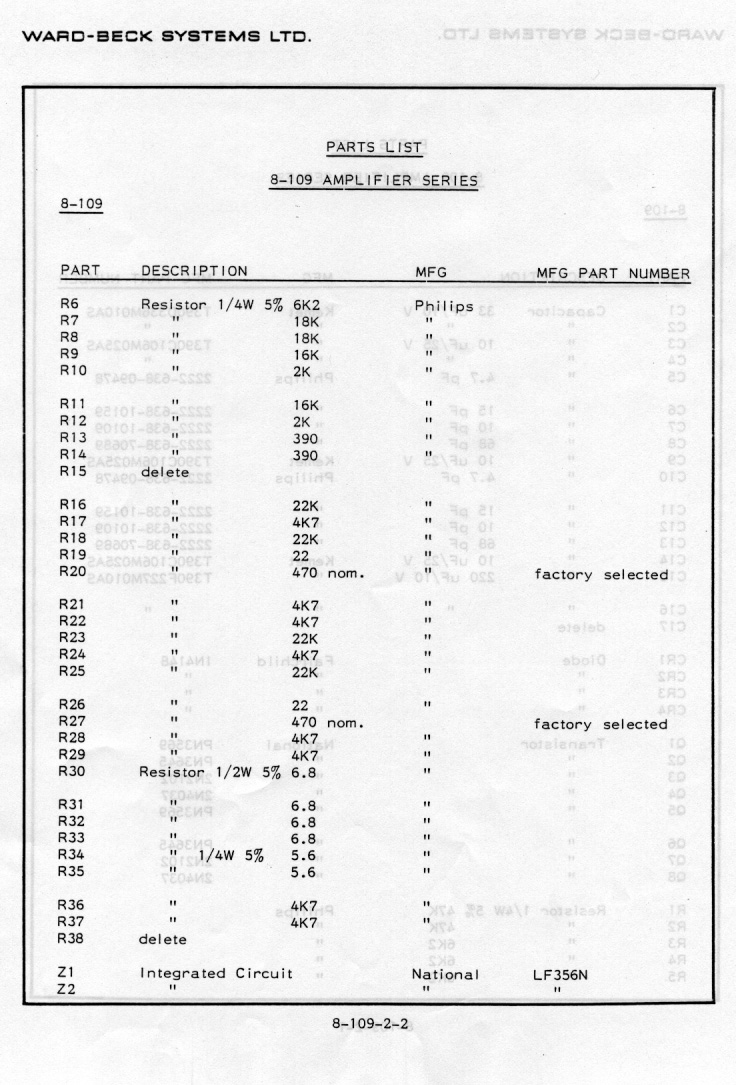 WARD-BECK SYSTEMS LTD.
PARTS LIST
8-109 AMPLIFIER SERIES
8-109
PART DESCRIPTION MFG MFG PART NUMBER
R6 Resistor 1/4W 5% 6K2 Philips
R7 " 18K "
R8 " 18K "
R9 " 16K "
R10 " 2K "
R11 " 16K "
R12 " 2K "
R13 " 390 "
R14 " 390 "
R15 delete
R16 " 22K "
R17 " 4K7 "
R18 " 22K "
R19 " 22 "
R20 " 470 nom. " factory selected
R21 " 4K7 "
R22 " 4K7 "
R23 " 22K "
R24 " 4K7 "
R25 " 22K "
R26 " 22 "
R27 " 470 nom. factory selected
R28 " 4K7 "
R29 " 4K7 "
R30 Resistor 1/2W 5% 6.8 "
R31 " 6.8 "
R32 " 6.8 "
R33 " 6.8 "
R34 " 1/4W 5% 5.6 "
R35 " 5.6 "
R36 " 4K7 "
R37 " 4K7 "
R38 delete
Z1 Integrated Circuit National LF356N
Z2 " " "
8-109-2-2